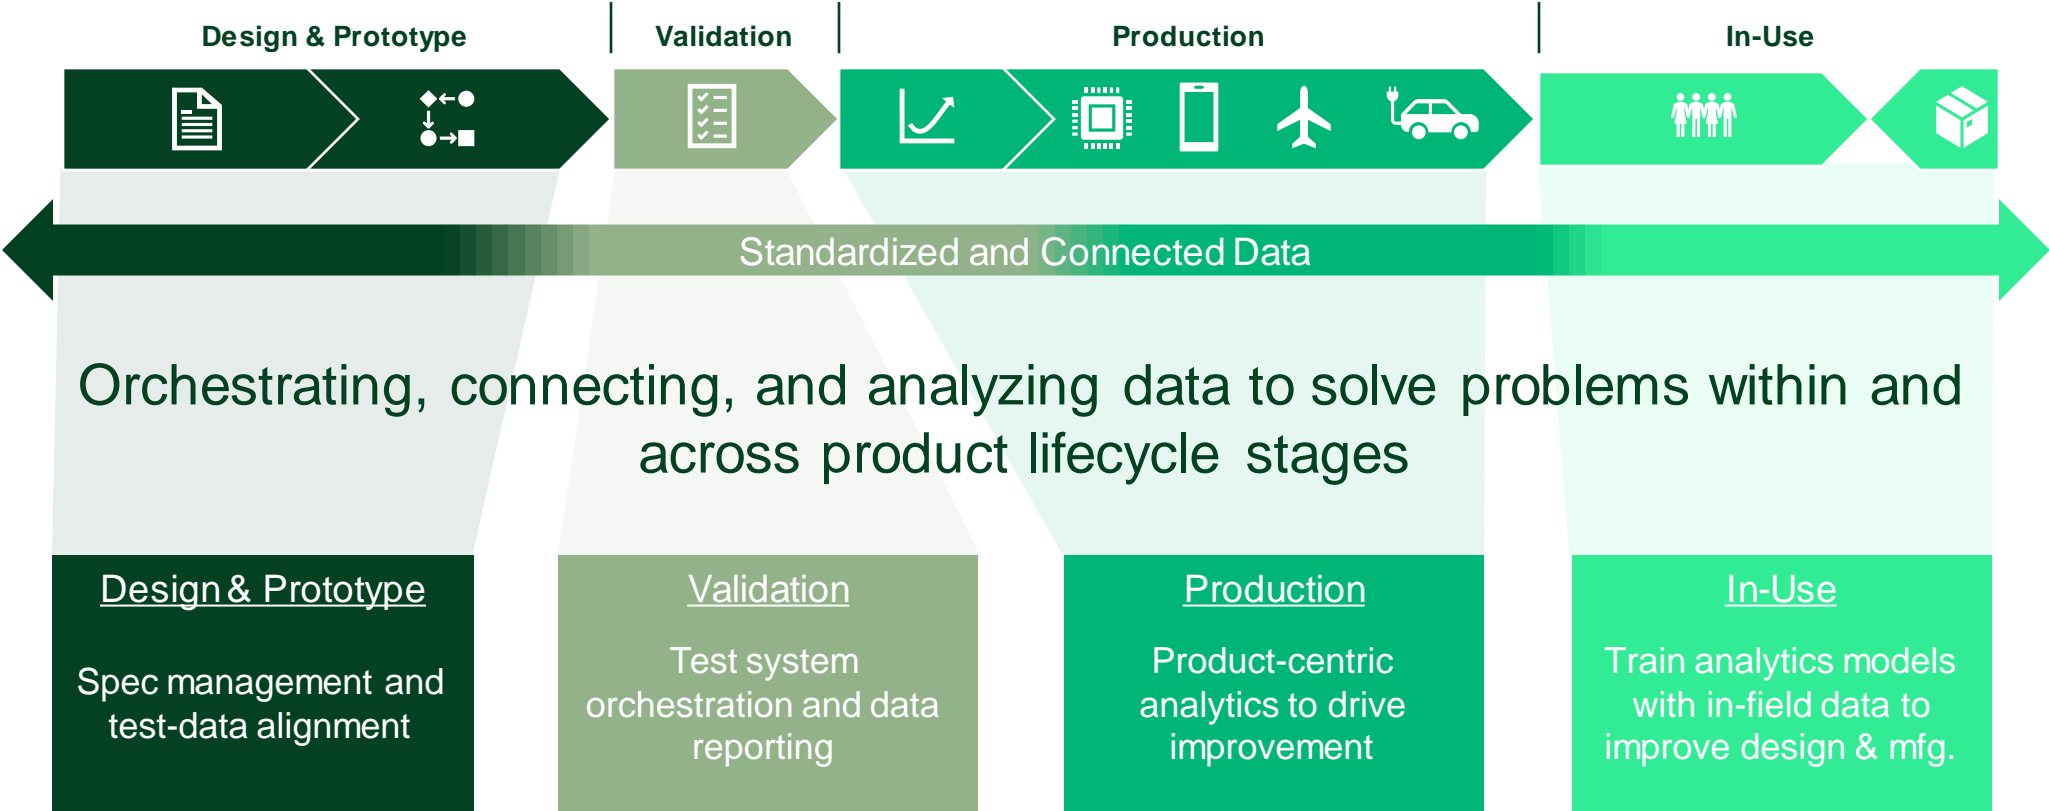 Design & Prototype
Validation
Production
In-Use
Standardized and Connected Data
Orchestrating, connecting, and analyzing data to solve problems within and
across product lifecycle stages
Design & Prototype
Spec management and
test-data alignment
Validation
Test system
orchestration and data
reporting
Production
Product-centric
analytics to drive
improvement
In-Use
Train analytics models
with in-field data to
improve design & mfg.